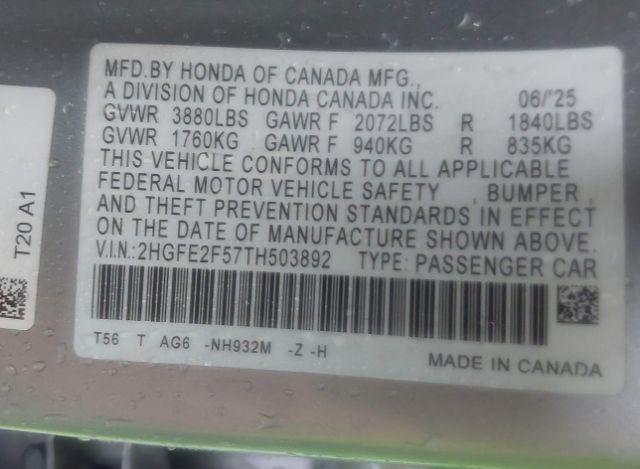 MFD.BY HONDA OF CANADA MFG.,
A DIVISION OF HONDA CANADA INC. 06/'25
GVWR 3880LBS GAWR F 2072LBS R 1840LBS
GVWR 1760KG GAWR F 940KG R 835KG
THIS VEHICLE CONFORMS TO ALL APPLICABLE
FEDERAL MOTOR VEHICLE SAFETY , BUMPER ,
AND THEFT PREVENTION STANDARDS IN EFFECT
ON THE DATE OF MANUFACTURE SHOWN ABOVE.
V.I.N.:2HGFE2F57TH503892 TYPE: PASSENGER CAR
T56 T AG6 -NH932M -Z -H
MADE IN CANADA
T20 A1